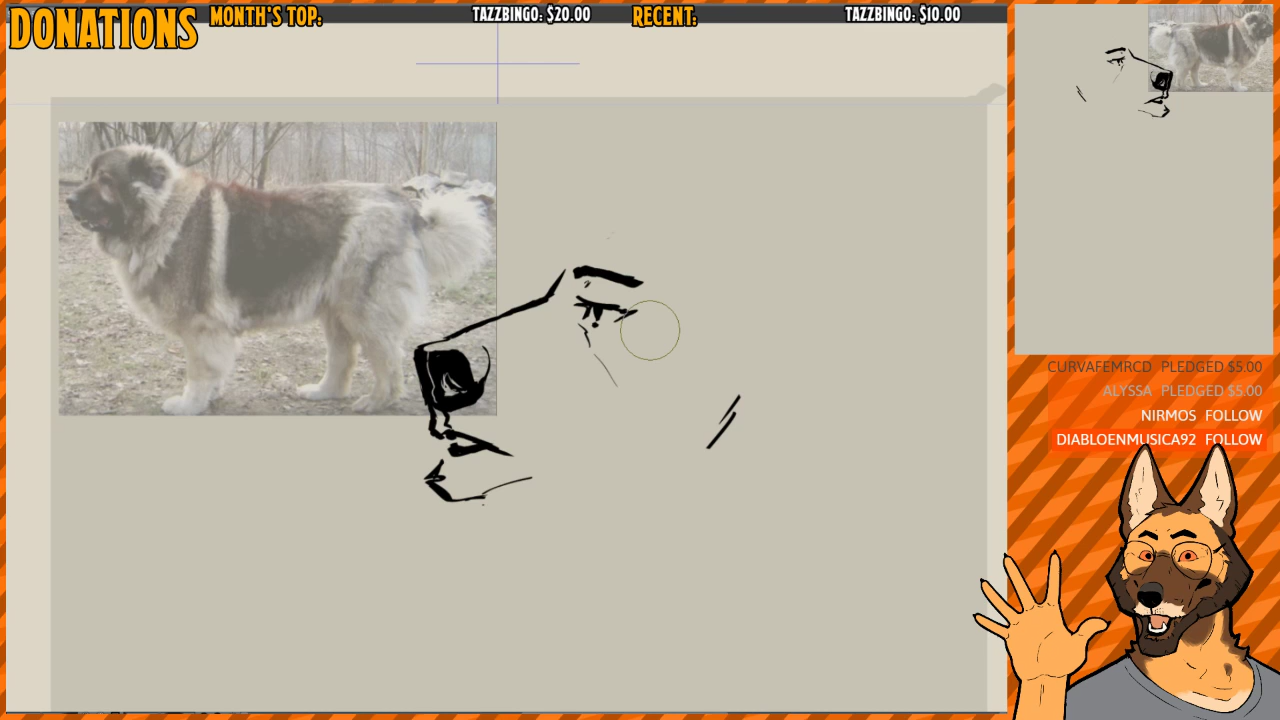 DONATIONS
MONTH'S TOP: TAZZBINGO: $20.00 RECENT: TAZZBINGO: $10.00
CURVAFEMRCD PLEDGED $5.00
ALYSSA PLEDGED $5.00
NIRMOS FOLLOW
DIABLOENMUSICA92 FOLLOW